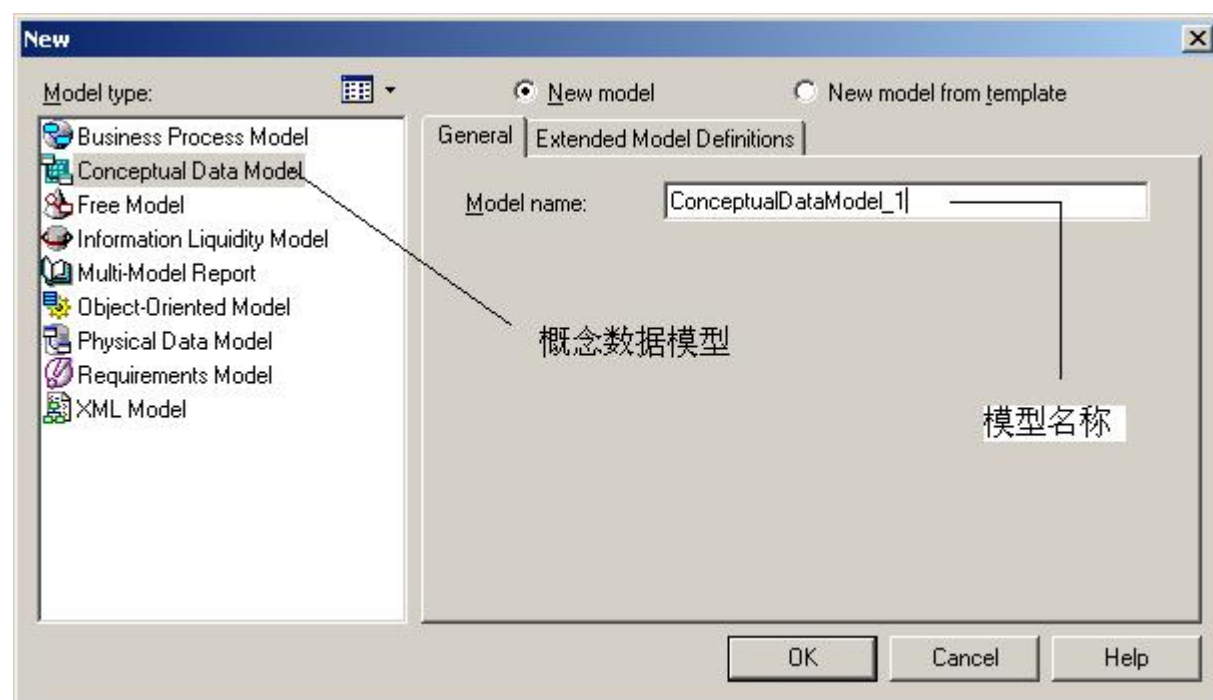 New
Model type:
New model
New model from template
Business Process Model
Conceptual Data Model
Free Model
Information Liquidity Model
Multi-Model Report
Object-Oriented Model
Physical Data Model
Requirements Model
XML Model
General
Extended Model Definitions
Model name:
ConceptualDataModel_1
概念数据模型
模型名称
OK
Cancel
Help